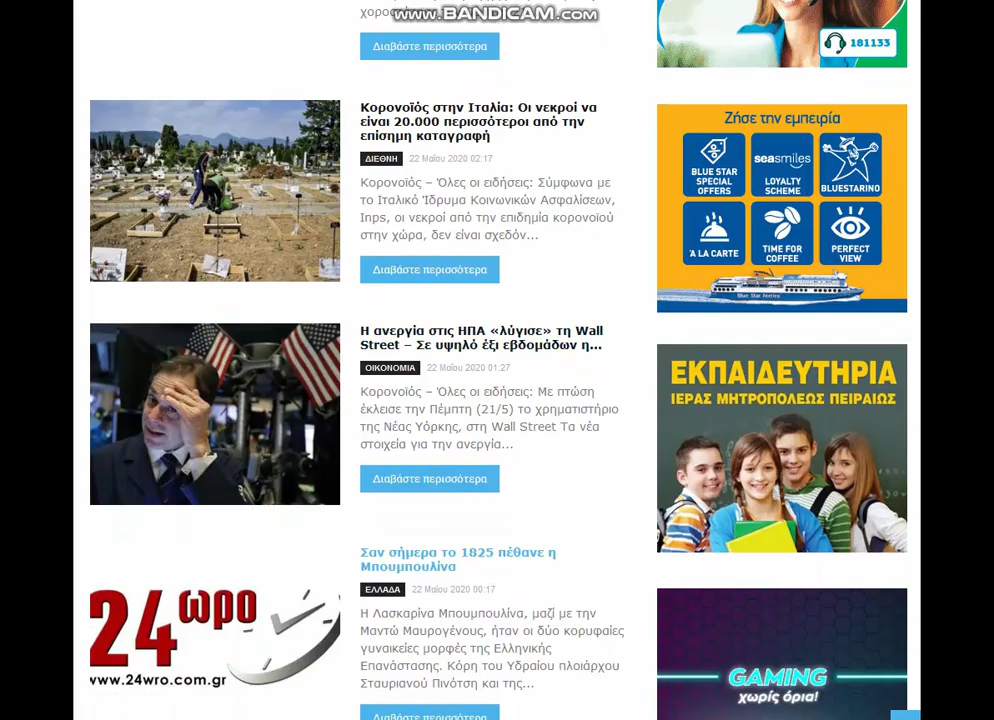 www.BANDICAM.com
Διαβάστε περισσότερα
Κορονοϊός στην Ιταλία: Οι νεκροί να
είναι 20.000 περισσότεροι από την
επίσημη καταγραφή
ΔΙΕΘΝΗ 22 Μαΐου 2020 02:17
Κορονοϊός – Όλες οι ειδήσεις: Σύμφωνα με
το Ιταλικό Ίδρυμα Κοινωνικών Ασφαλίσεων,
Inps, οι νεκροί από την επιδημία κορονοϊού
στην χώρα, δεν είναι σχεδόν...
Διαβάστε περισσότερα
Η ανεργία στις ΗΠΑ «λύγισε» τη Wall
Street – Σε υψηλό έξι εβδομάδων η...
ΟΙΚΟΝΟΜΙΑ 22 Μαΐου 2020 01:27
Κορονοϊός – Όλες οι ειδήσεις: Με πτώση
έκλεισε την Πέμπτη (21/5) το χρηματιστήριο
της Νέας Υόρκης, στη Wall Street Τα νέα
στοιχεία για την ανεργία...
Διαβάστε περισσότερα
24ωρο
www.24wro.com.gr
Σαν σήμερα το 1825 πέθανε η
Μπουμπουλίνα
ΕΛΛΑΔΑ 22 Μαΐου 2020 00:17
Η Λασκαρίνα Μπουμπουλίνα, μαζί με την
Μαντώ Μαυρογένους, ήταν οι δύο κορυφαίες
γυναικείες μορφές της Ελληνικής
Επανάστασης. Κόρη του Υδραίου πλοιάρχου
Σταυριανού Πινότση και της...
Διαβάστε περισσότερα
181133
Ζήσε την εμπειρία
BLUE STAR
SPECIAL
OFFERS
seasmiles
LOYALTY
SCHEME
BLUESTARINO
'A LA CARTE
TIME FOR
COFFEE
PERFECT
VIEW
Blue Star Ferries
ΕΚΠΑΙΔΕΥΤΗΡΙΑ
ΙΕΡΑΣ ΜΗΤΡΟΠΟΛΕΩΣ ΠΕΙΡΑΙΩΣ
GAMING
χωρίς όρια!